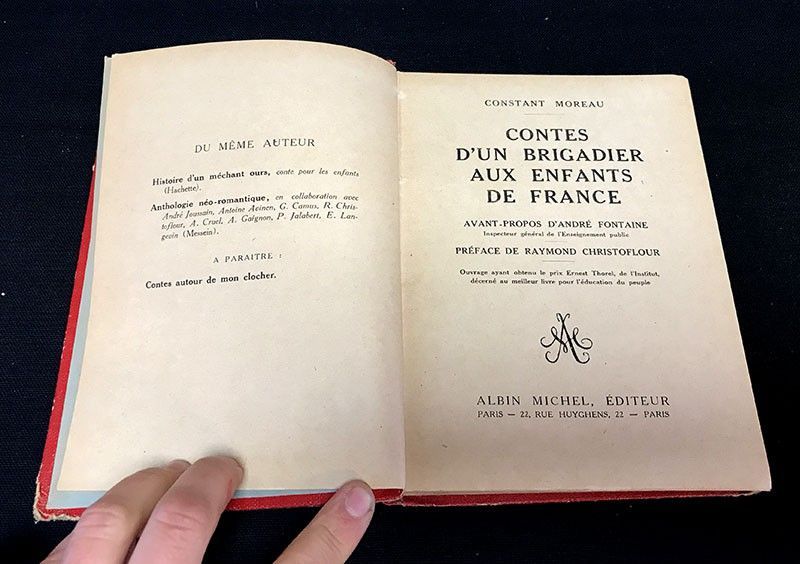 DU MÊME AUTEUR
Histoire d'un méchant ours, conte pour les enfants
(Hachette).
Anthologie néo-romantique, en collaboration avec
André Joussain, Antoine Avinen, G. Camus, R. Chris-
toflour, A. Cruel, A. Gaignon, P. Jalabert, E. Lan-
gevin (Messein).
A PARAITRE :
Contes autour de mon clocher.
CONSTANT MOREAU
CONTES
D'UN BRIGADIER
AUX ENFANTS
DE FRANCE
AVANT-PROPOS D'ANDRÉ FONTAINE
Inspecteur général de l'Enseignement public
PRÉFACE DE RAYMOND CHRISTOFLOUR
Ouvrage ayant obtenu le prix Ernest Thorel, de l'Institut,
décerné au meilleur livre pour l'éducation du peuple
ALBIN MICHEL, ÉDITEUR
PARIS — 22, RUE HUYGHENS, 22 — PARIS